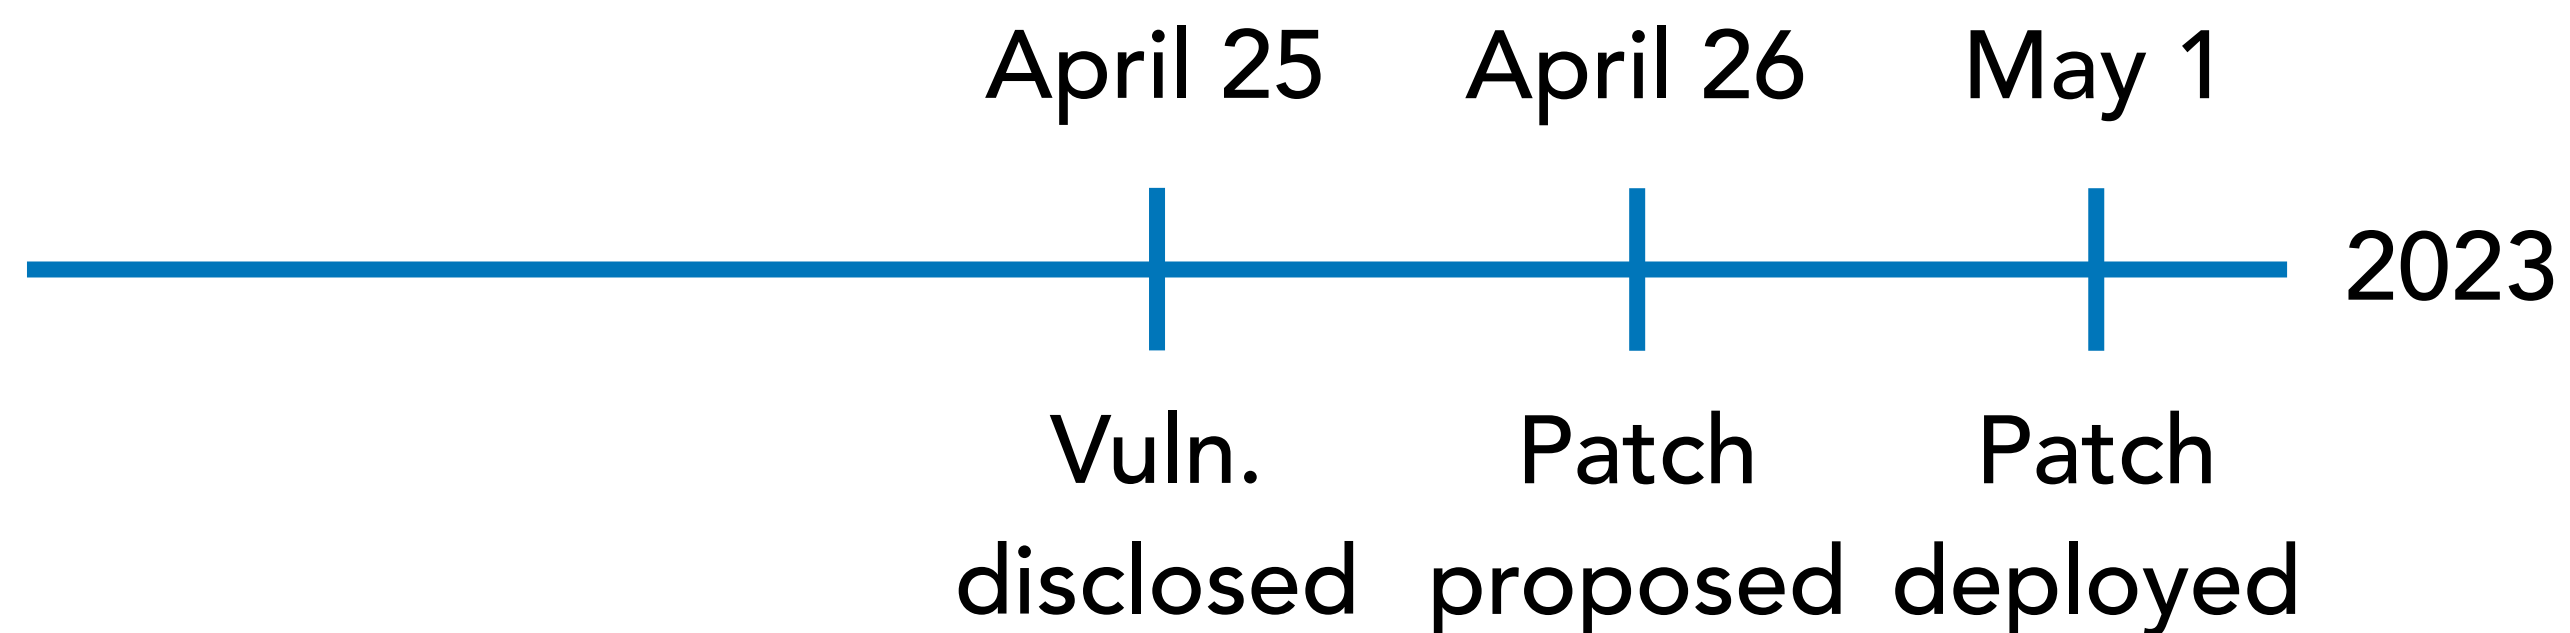 April 25 April 26 May 1
2023
Vuln. Patch Patch
disclosed proposed deployed